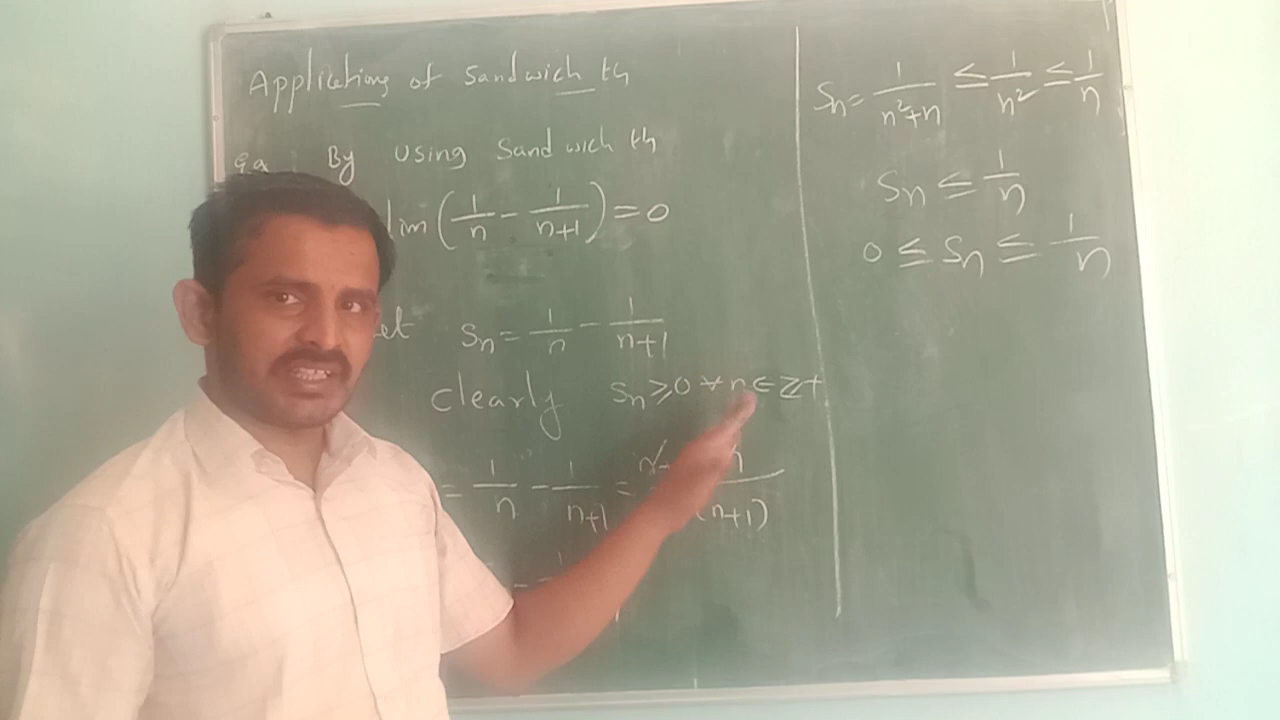 Applications of Sandwich th
Ex By using Sandwich th
lim (1/n - 1/(n+1)) = 0
Sn = 1/n - 1/(n+1)
clearly Sn ≥ 0 ∀ n ∈ Z+
= 1/n - 1/(n+1) =
(n+1)
Sn = 1/(n²+n) ≤ 1/n² ≤ 1/n
Sn ≤ 1/n
0 ≤ Sn ≤ 1/n